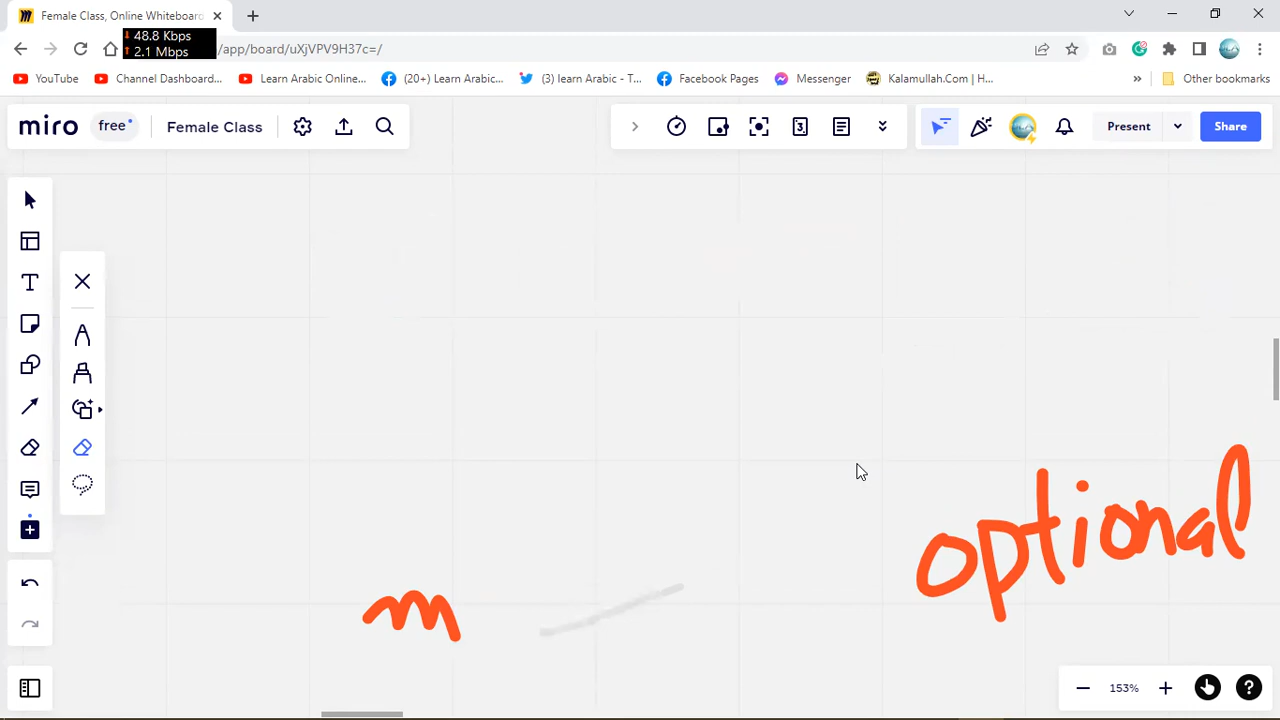 Female Class, Online Whiteboard
48.8 Kbps
2.1 Mbps
/app/board/uXjVPV9H37c=/
YouTube
Channel Dashboard...
Learn Arabic Online...
(20+) Learn Arabic...
(3) learn Arabic - T...
Facebook Pages
Messenger
Kalamullah.Com | H...
»
Other bookmarks
miro
free
Female Class
3
Present
Share
optional
m
153%